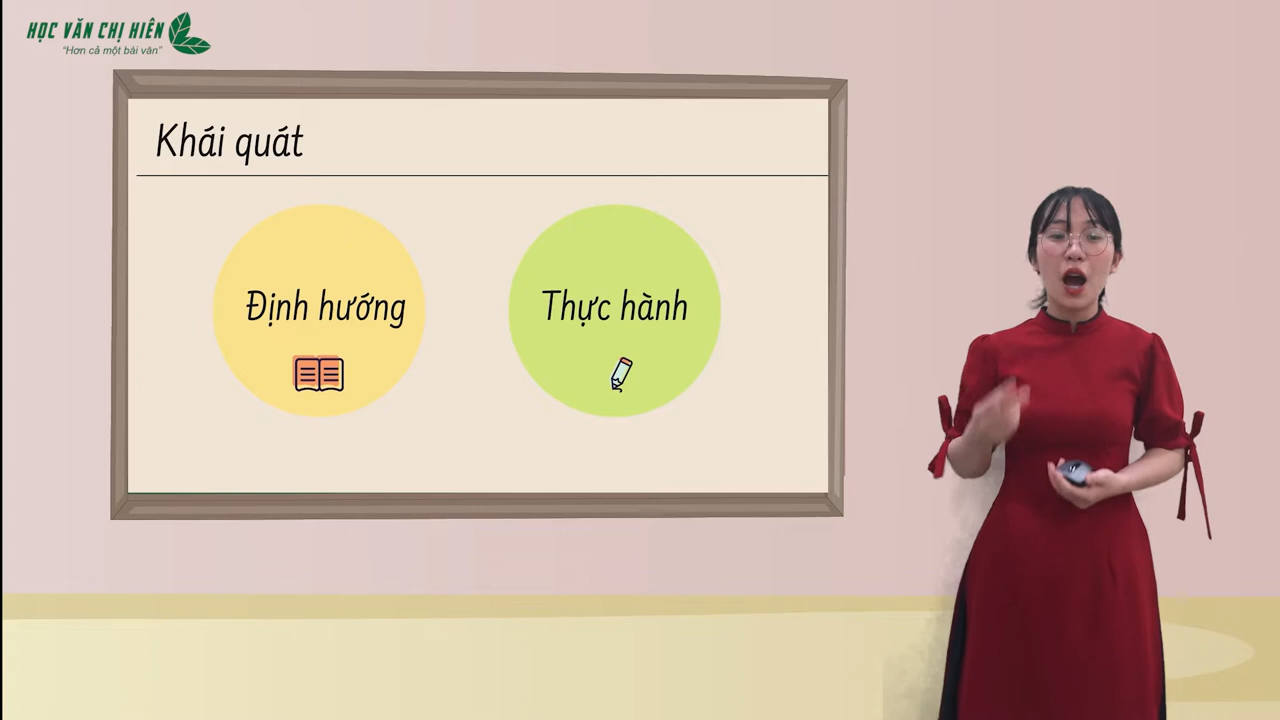 HỌC VĂN CHỊ HIÊN
"Hơn cả một bài văn"
Khái quát
Định hướng
Thực hành